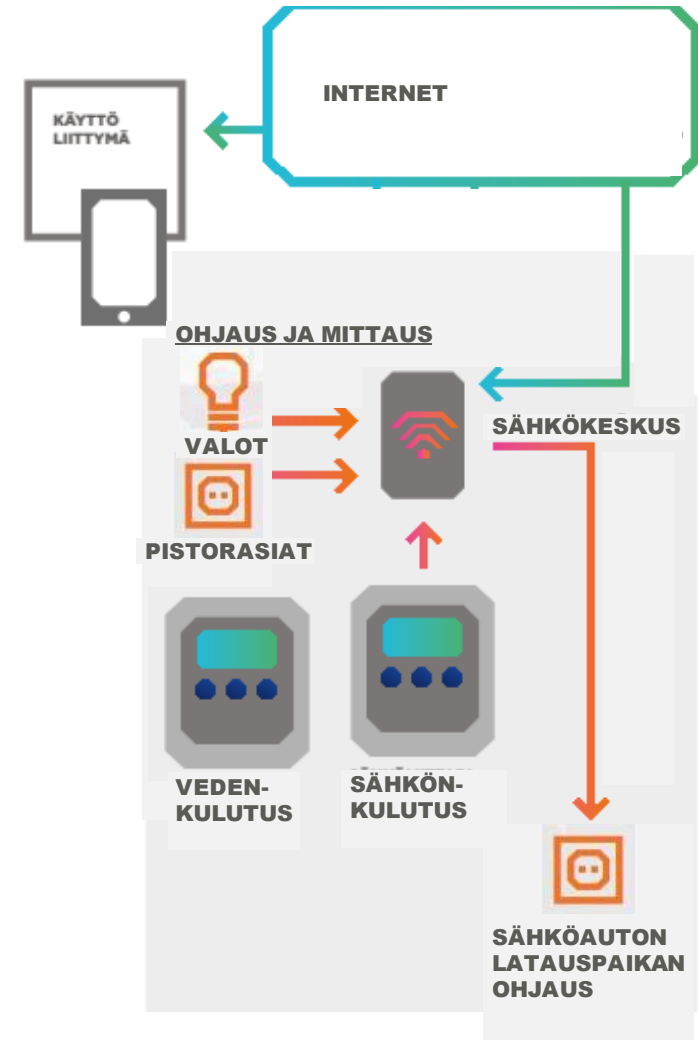 INTERNET
KÄYTTÖ
LIITTYMÄ
OHJAUS JA MITTAUS
VALOT
SÄHKÖKESKUS
PISTORASIAT
VEDEN-
KULUTUS
SÄHKÖN-
KULUTUS
SÄHKÖAUTON
LATAUSPAIKAN
OHJAUS